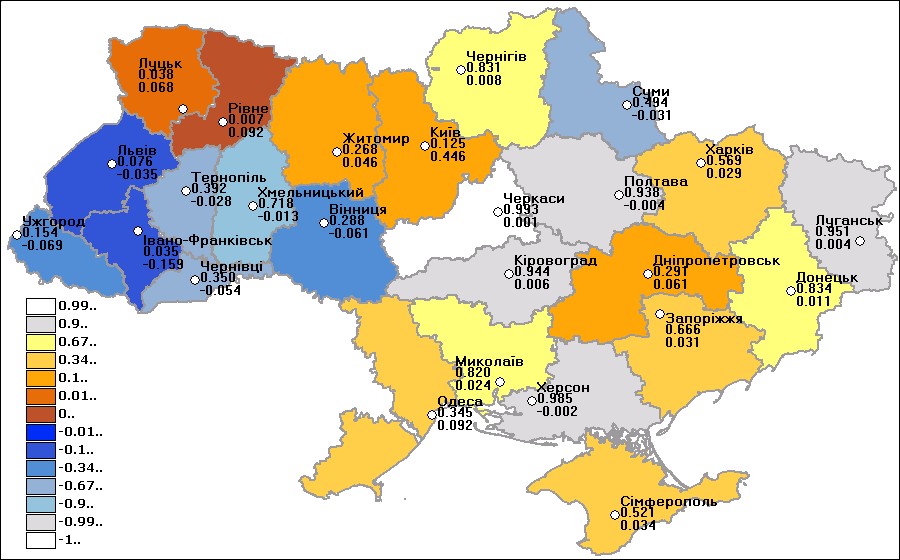 Чернігів
0.831
0.008
Луцьк
0.038
0.068
Суми
0.494
-0.031
Рівне
0.007
0.092
Київ
0.125
0.446
Житомир
0.268
0.046
Харків
0.569
0.029
Львів
0.076
-0.035
Тернопіль
0.392
-0.028
Полтава
0.938
-0.004
Хмельницький
0.718
-0.013
Черкаси
0.993
0.001
Вінниця
0.288
-0.061
Ужгород
0.154
-0.069
Луганськ
0.951
0.004
Івано-Франківськ
0.035
-0.159
Чернівці
0.350
-0.054
Кіровоград
0.944
0.006
Дніпропетровськ
0.291
0.061
Донецьк
0.834
0.011
Запоріжжя
0.666
0.031
Миколаїв
0.820
0.024
Херсон
0.985
-0.002
Одеса
0.345
0.092
Сімферополь
0.521
0.034
0.99..
0.9..
0.67..
0.34..
0.1..
0.01..
0..
-0.01..
-0.1..
-0.34..
-0.67..
-0.9..
-0.99..
-1..